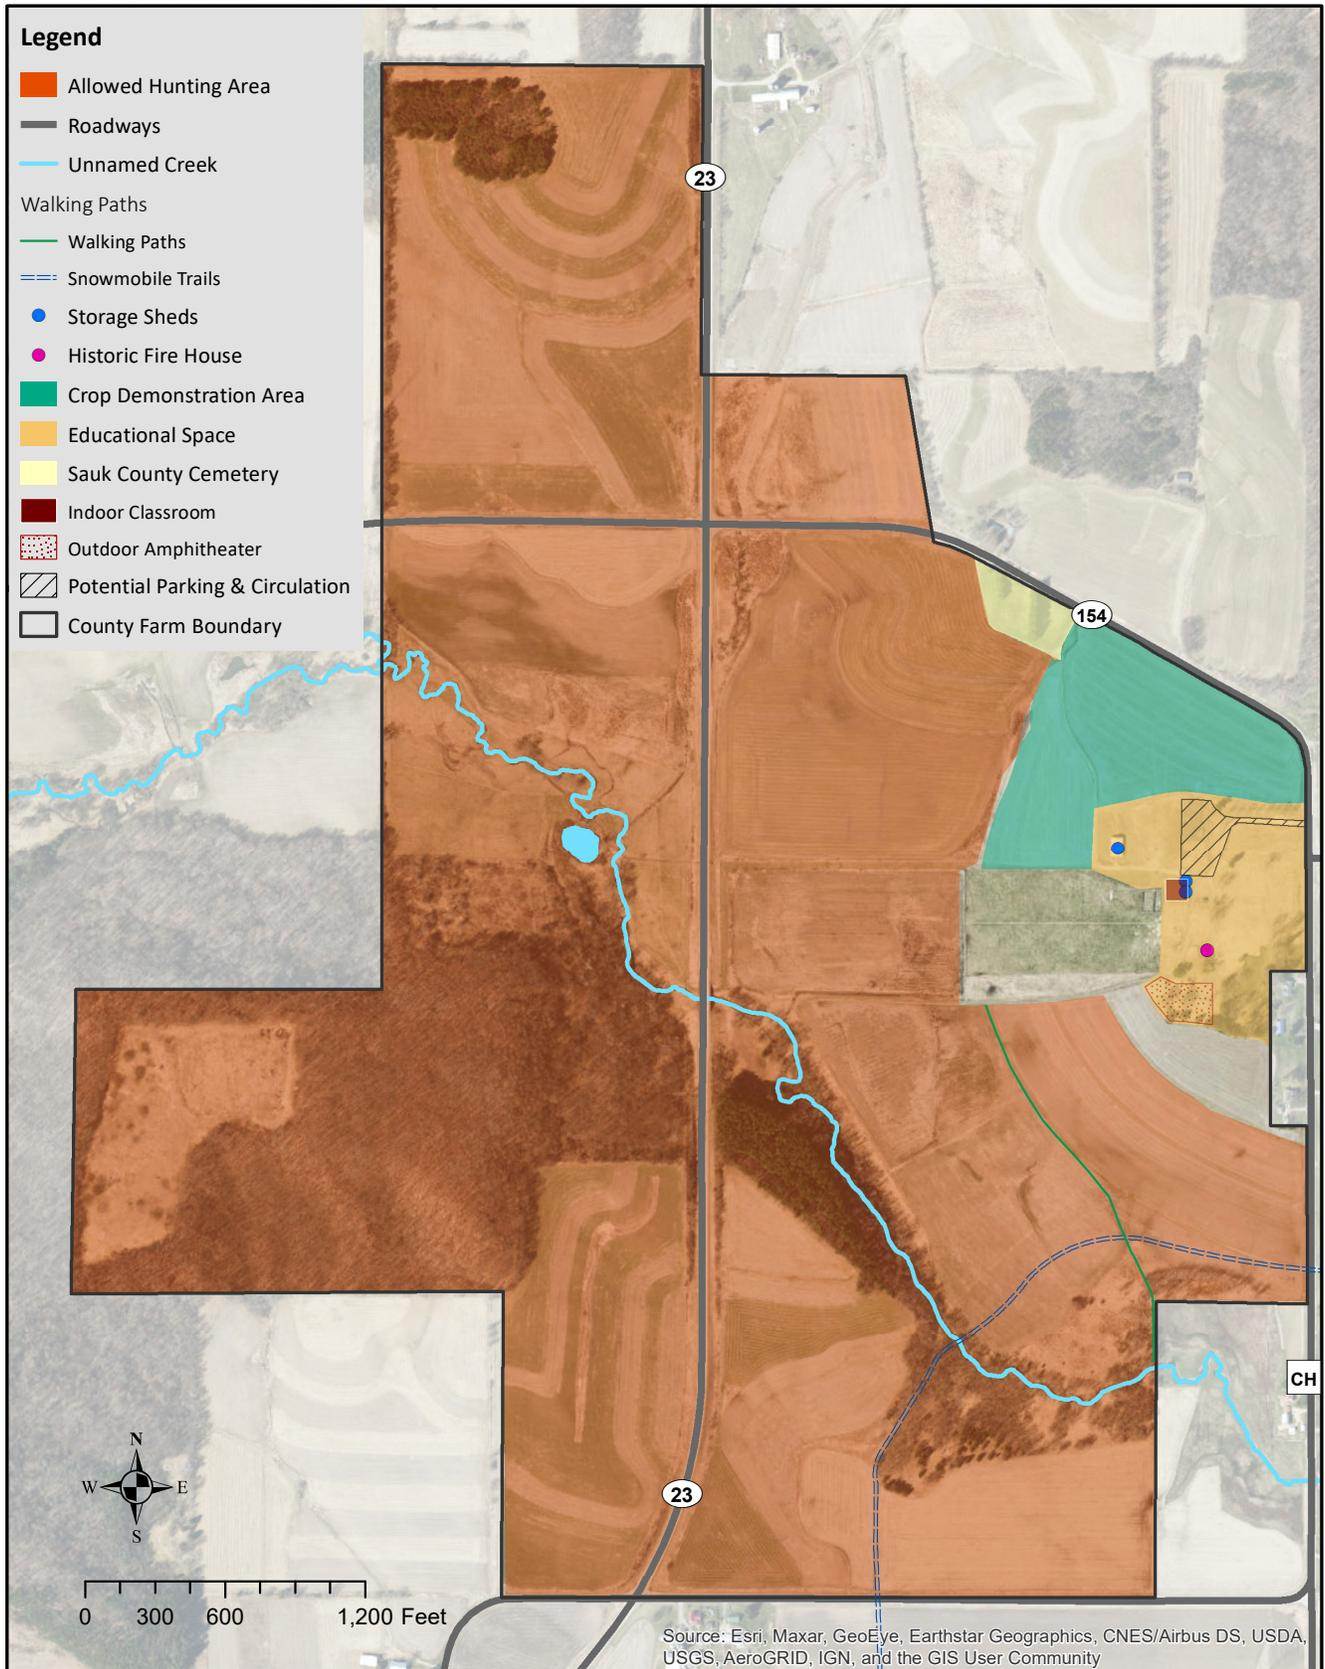 Legend
Allowed Hunting Area
Roadways
Unnamed Creek
Walking Paths
Walking Paths
Snowmobile Trails
Storage Sheds
Historic Fire House
Crop Demonstration Area
Educational Space
Sauk County Cemetery
Indoor Classroom
Outdoor Amphitheater
Potential Parking & Circulation
County Farm Boundary
23
154
CH
23
N
W E
S
0 300 600 1,200 Feet
Source: Esri, Maxar, GeoEye, Earthstar Geographics, CNES/Airbus DS, USDA,
USGS, AeroGRID, IGN, and the GIS User Community